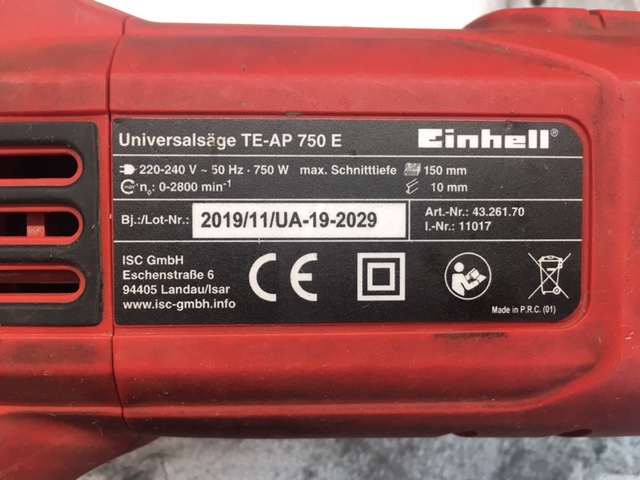 Universalsäge TE-AP 750 E
Einhell®
220-240 V ~ 50 Hz · 750 W max. Schnitttiefe 150 mm
n₀: 0-2800 min⁻¹ 10 mm
Bj./Lot-Nr.: 2019/11/UA-19-2029
Art.-Nr.: 43.261.70
I.-Nr.: 11017
ISC GmbH
Eschenstraße 6
94405 Landau/Isar
www.isc-gmbh.info
CE
Made in P.R.C. (01)